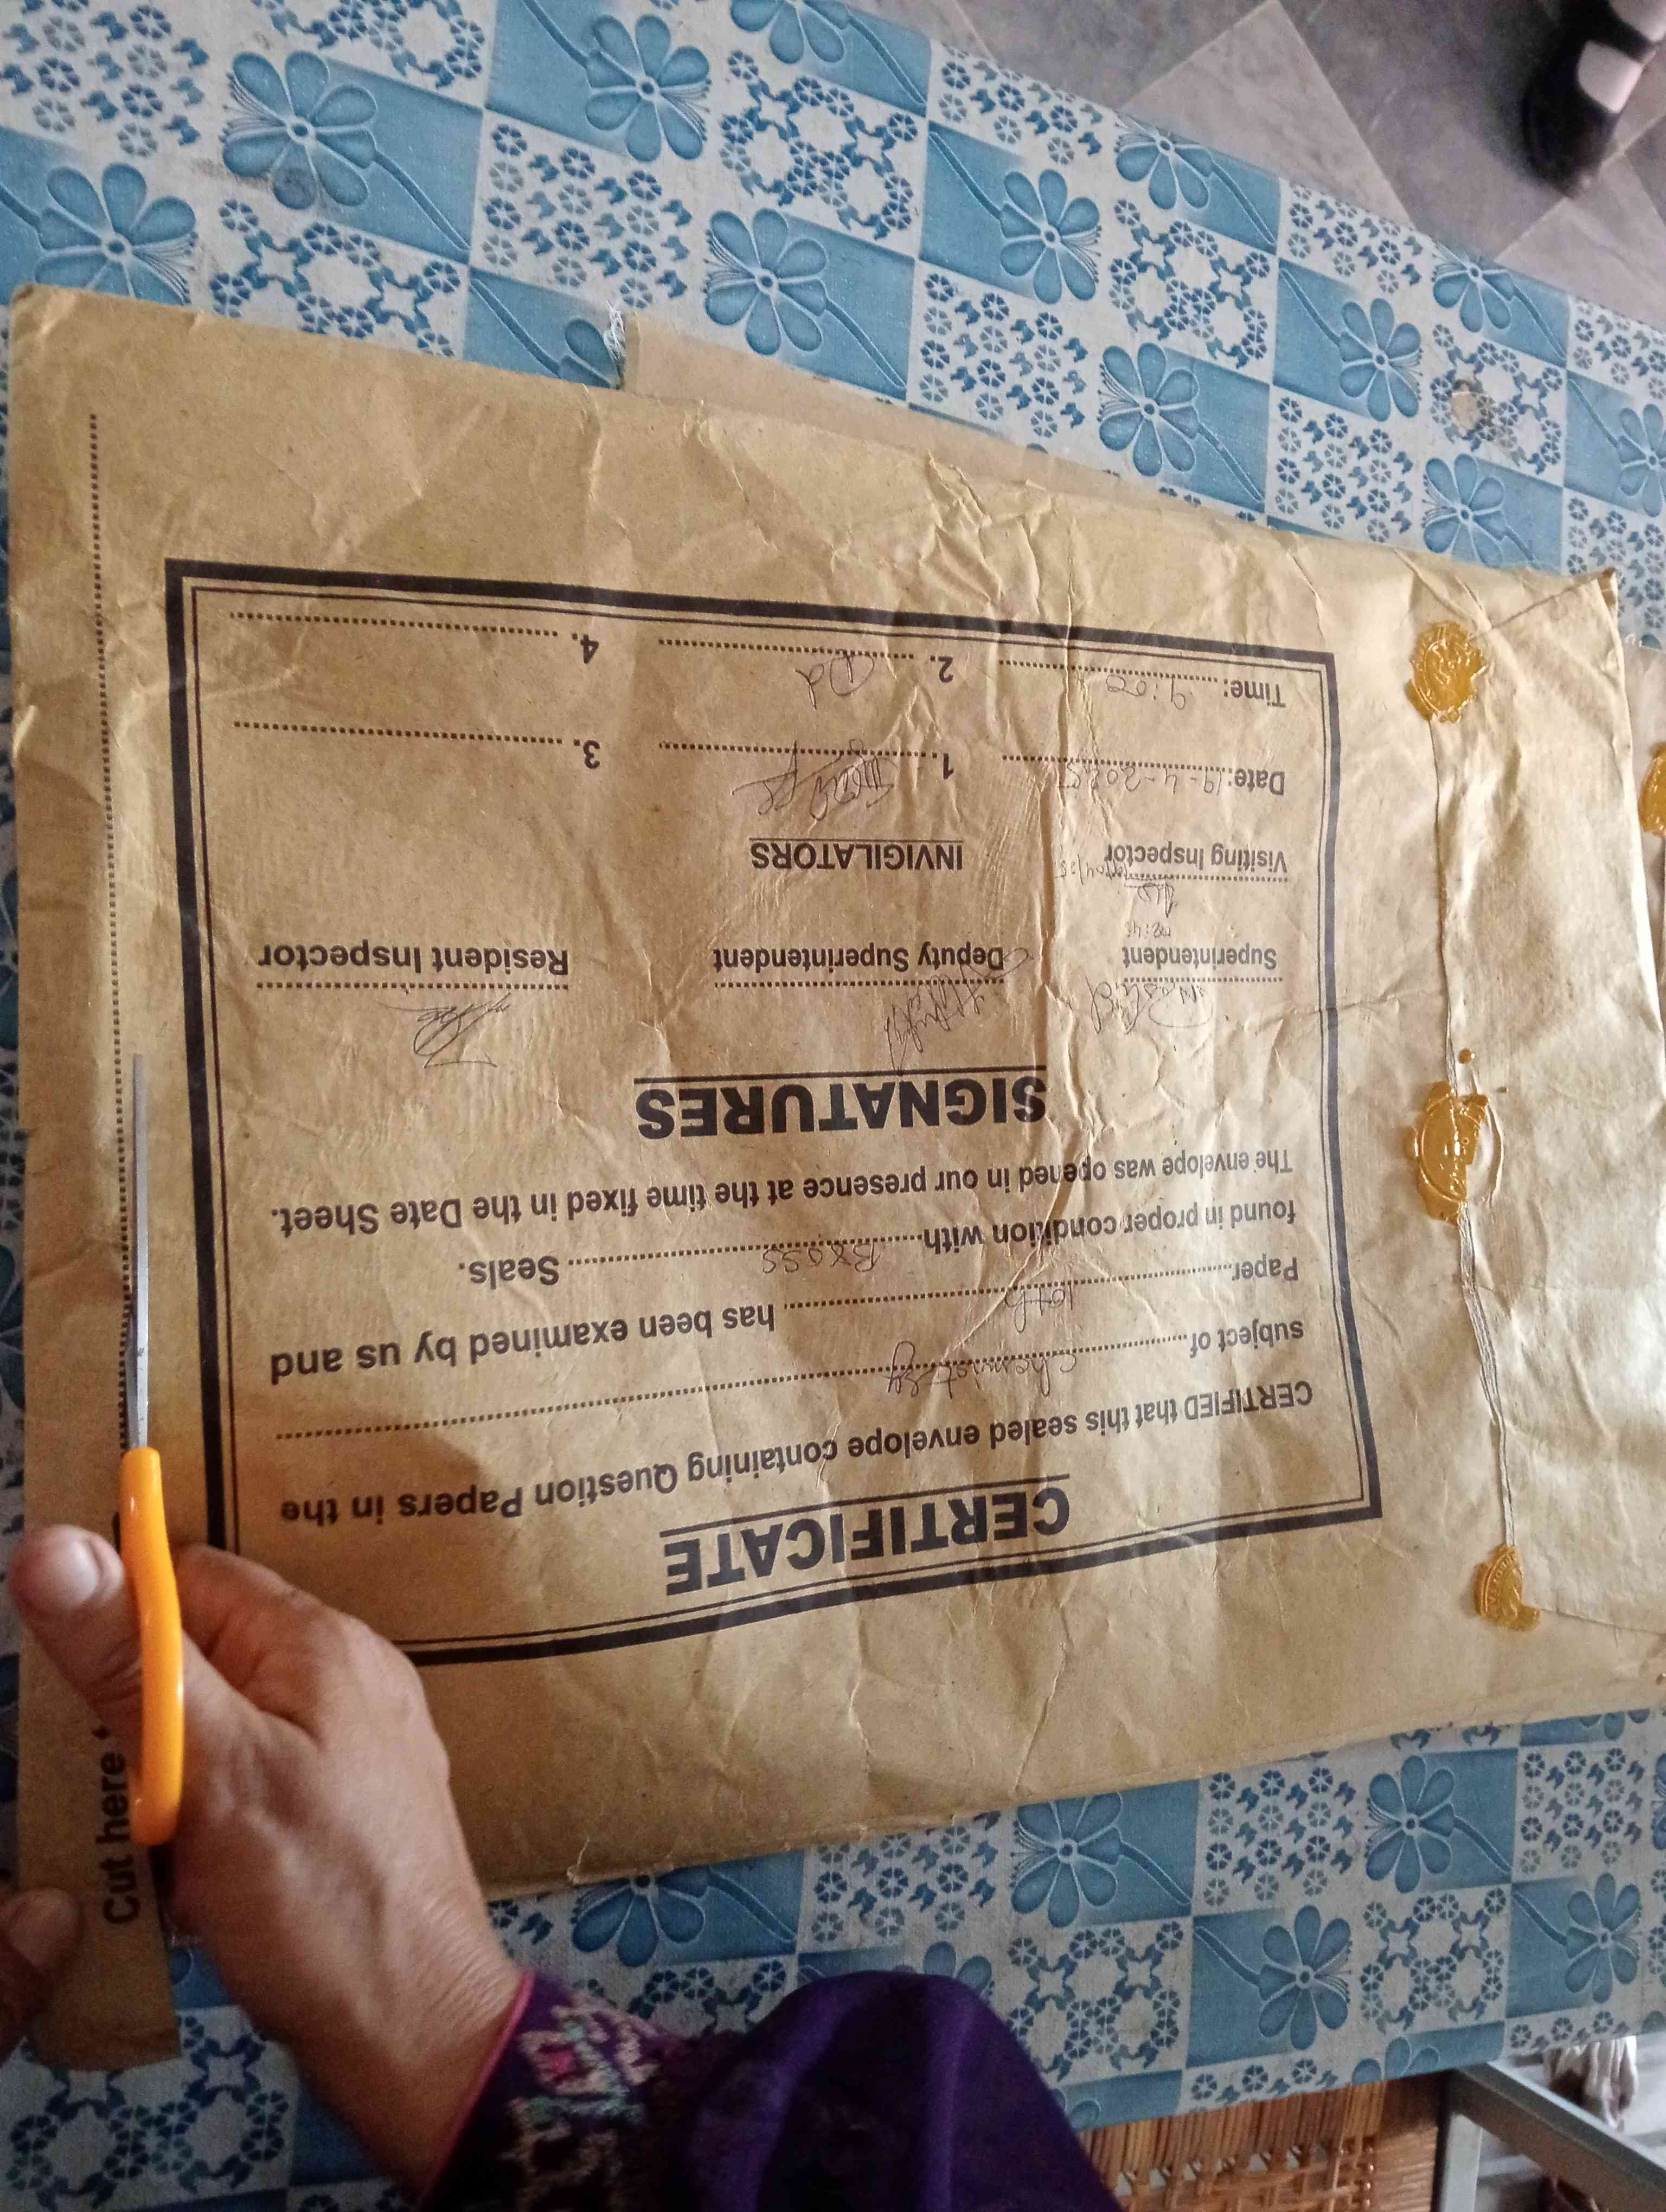 CERTIFICATE
CERTIFIED that this sealed envelope containing Question Papers in the
subject of Chemistry
Paper 10th has been examined by us and
found in proper condition with Seals.
The envelope was opened in our presence at the time fixed in the Date Sheet.
SIGNATURES
Superintendent Deputy Superintendent Resident Inspector
Visiting Inspector INVIGILATORS
Date: 19-4-2025 1. 3.
Time: 9:00 2. 4.
Cut here